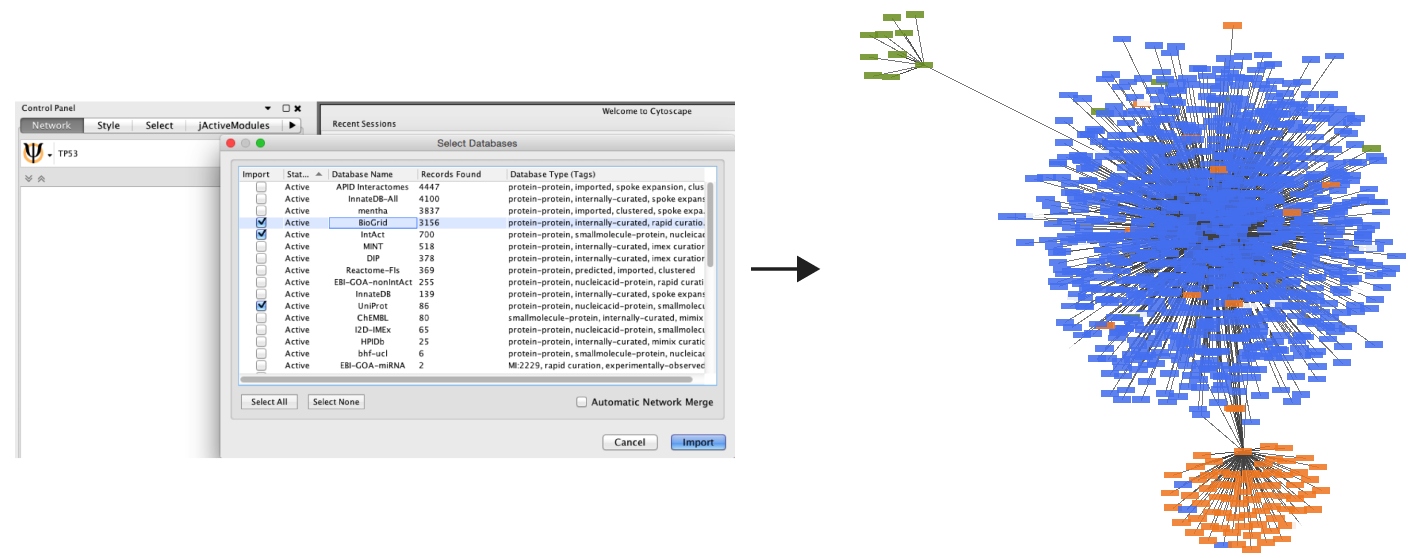 Control Panel
Welcome to Cytoscape
Network Style Select jActiveModules
Recent Sessions
TP53
Select Databases
Import Stat... Database Name Records Found Database Type (Tags)
Active APID Interactomes 4447 protein-protein, imported, spoke expansion, clus
Active InnateDB-All 4100 protein-protein, internally-curated, spoke expans
Active mentha 3837 protein-protein, imported, clustered, spoke expa.
Active BioGrid 3156 protein-protein, internally-curated, rapid curatio.
Active IntAct 700 protein-protein, smallmolecule-protein, nucleicac
Active MINT 518 protein-protein, internally-curated, imex curation
Active DIP 378 protein-protein, internally-curated, imex curation
Active Reactome-FIs 369 protein-protein, predicted, imported, clustered
Active EBI-GOA-nonIntAct 255 protein-protein, nucleicacid-protein, rapid curati
Active InnateDB 139 protein-protein, internally-curated, spoke expans
Active UniProt 86 protein-protein, nucleicacid-protein, smallmolecu
Active ChEMBL 80 smallmolecule-protein, internally-curated, mimix
Active I2D-IMEx 65 protein-protein, nucleicacid-protein, smallmolec
Active HPIDb 25 protein-protein, internally-curated, mimix curatic
Active bhf-ucl 6 protein-protein, smallmolecule-protein, nucleicac
Active EBI-GOA-miRNA 2 MI:2229, rapid curation, experimentally-observed
Select All Select None Automatic Network Merge
Cancel Import